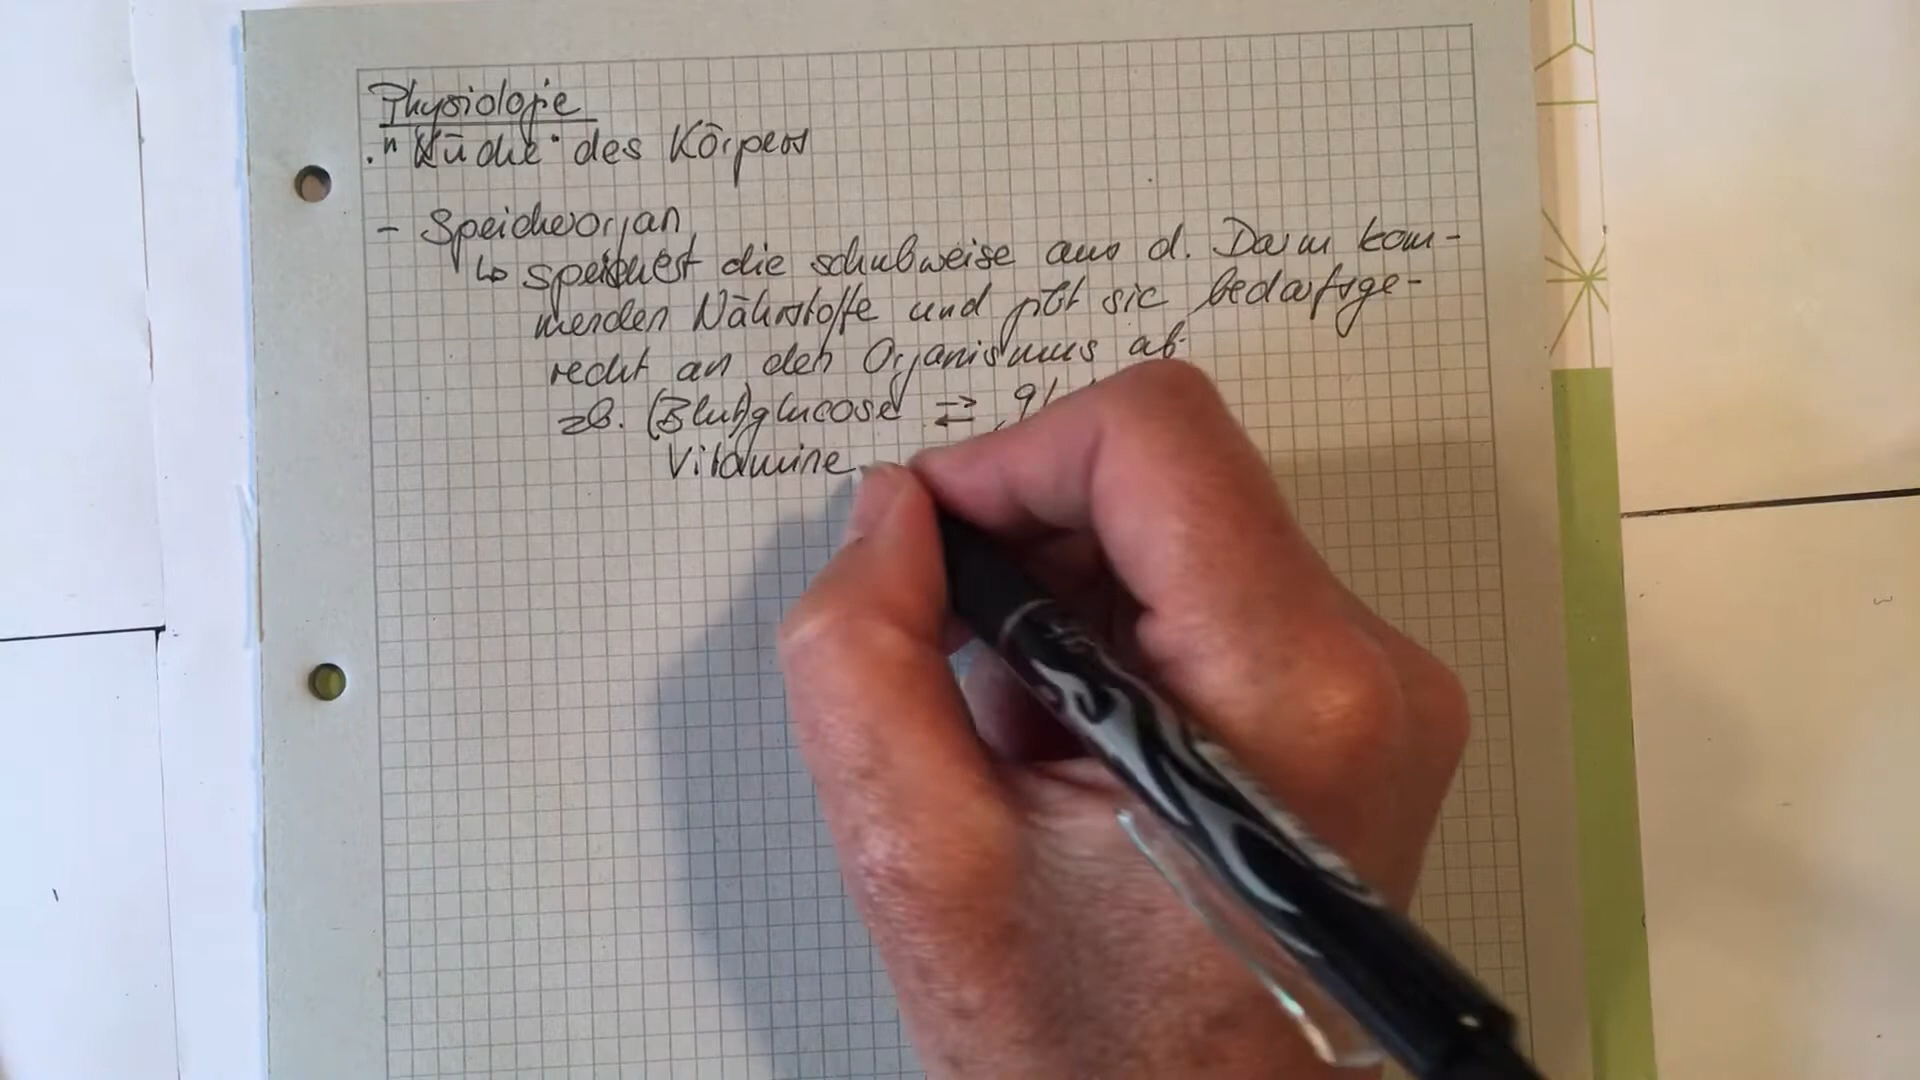 Physiologie
. "Küche" des Körpers
- Speicherorgan
↳ speichert die schubweise aus d. Darm kom-
menden Nährstoffe und gibt sie bedarfsge-
recht an den Organismus ab
zB. (Blut)glucose ⇄
Vitamine